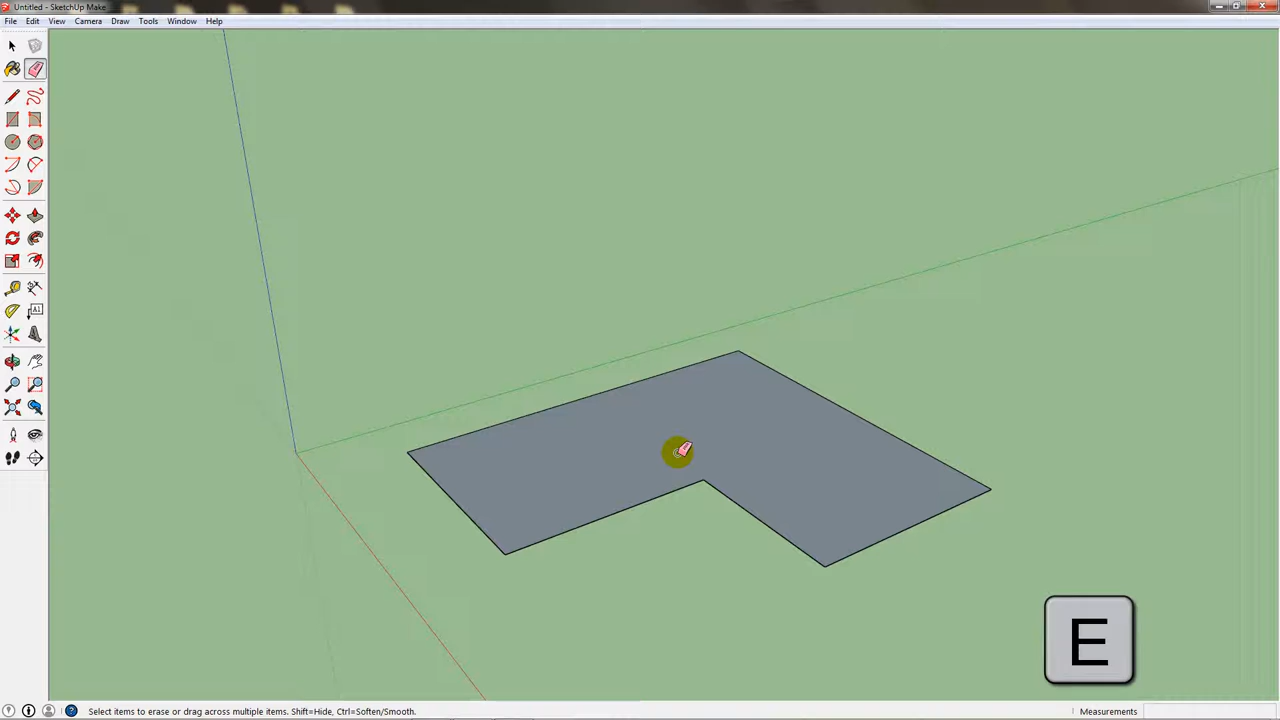 Untitled - SketchUp Make
File Edit View Camera Draw Tools Window Help
A1
E
Select items to erase or drag across multiple items. Shift=Hide, Ctrl=Soften/Smooth.
Measurements